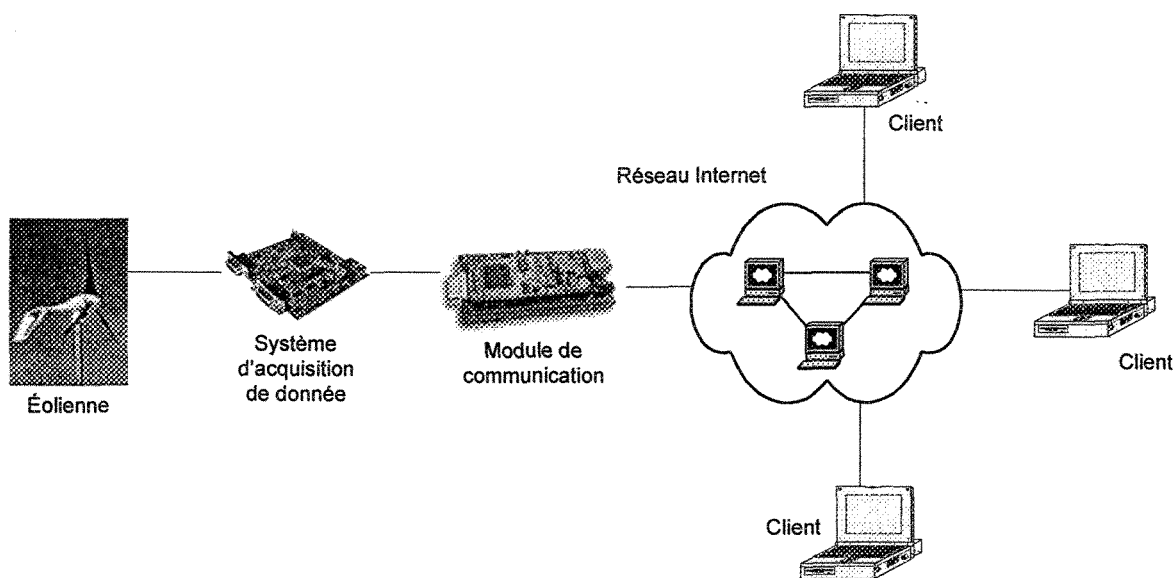 Client
Réseau Internet
Système
d'acquisition
de donnée
Module de
communication
Client
Éolienne
Client